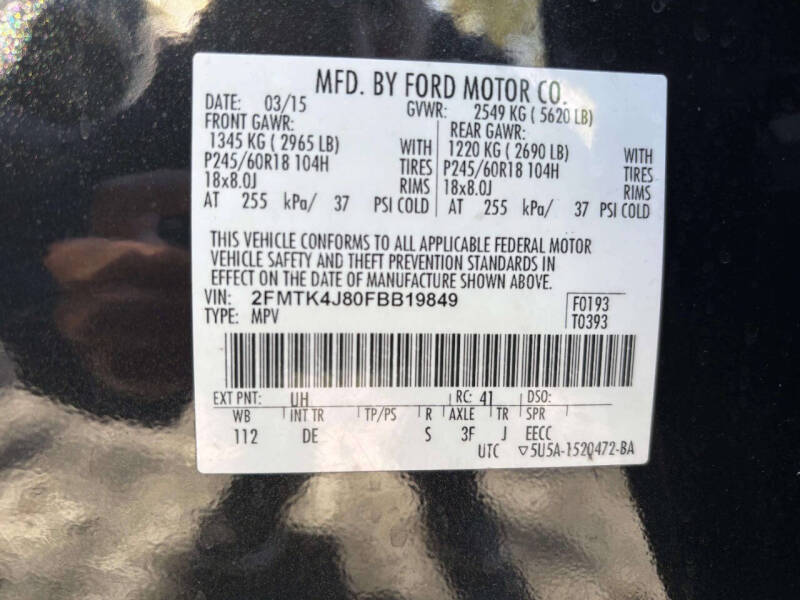 MFD. BY FORD MOTOR CO.
DATE: 03/15 GVWR: 2549 KG ( 5620 LB)
FRONT GAWR: REAR GAWR:
1345 KG ( 2965 LB) WITH 1220 KG ( 2690 LB) WITH
P245/60R18 104H TIRES P245/60R18 104H TIRES
18x8.0J RIMS 18x8.0J RIMS
AT 255 kPa/ 37 PSI COLD AT 255 kPa/ 37 PSI COLD
THIS VEHICLE CONFORMS TO ALL APPLICABLE FEDERAL MOTOR
VEHICLE SAFETY AND THEFT PREVENTION STANDARDS IN
EFFECT ON THE DATE OF MANUFACTURE SHOWN ABOVE.
VIN: 2FMTK4J80FBB19849 F0193
TYPE: MPV T0393
EXT PNT: UH RC: 41 DSO:
WB INT TR TP/PS R AXLE TR SPR
112 DE S 3F J EECC
UTC ▽5U5A-1520472-BA